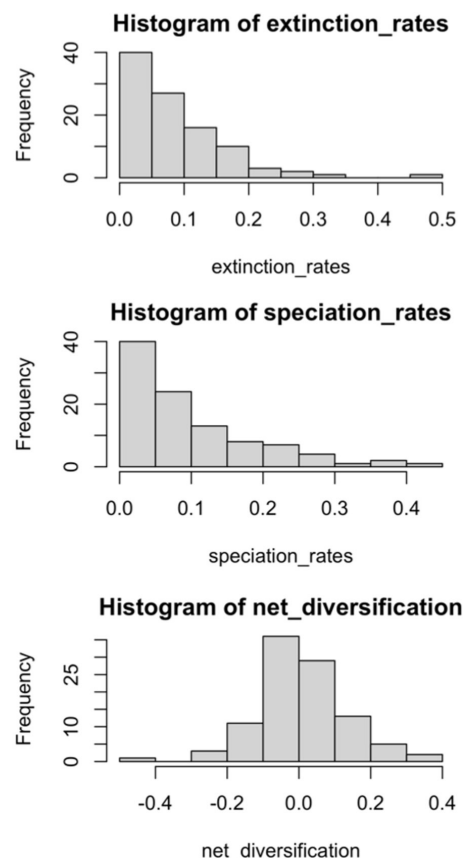 Histogram of extinction_rates
Frequency
40
20
0
0.0 0.1 0.2 0.3 0.4 0.5
extinction_rates
Histogram of speciation_rates
Frequency
40
20
0
0.0 0.1 0.2 0.3 0.4
speciation_rates
Histogram of net_diversification
Frequency
25
10
0
-0.4 -0.2 0.0 0.2 0.4
net_diversification